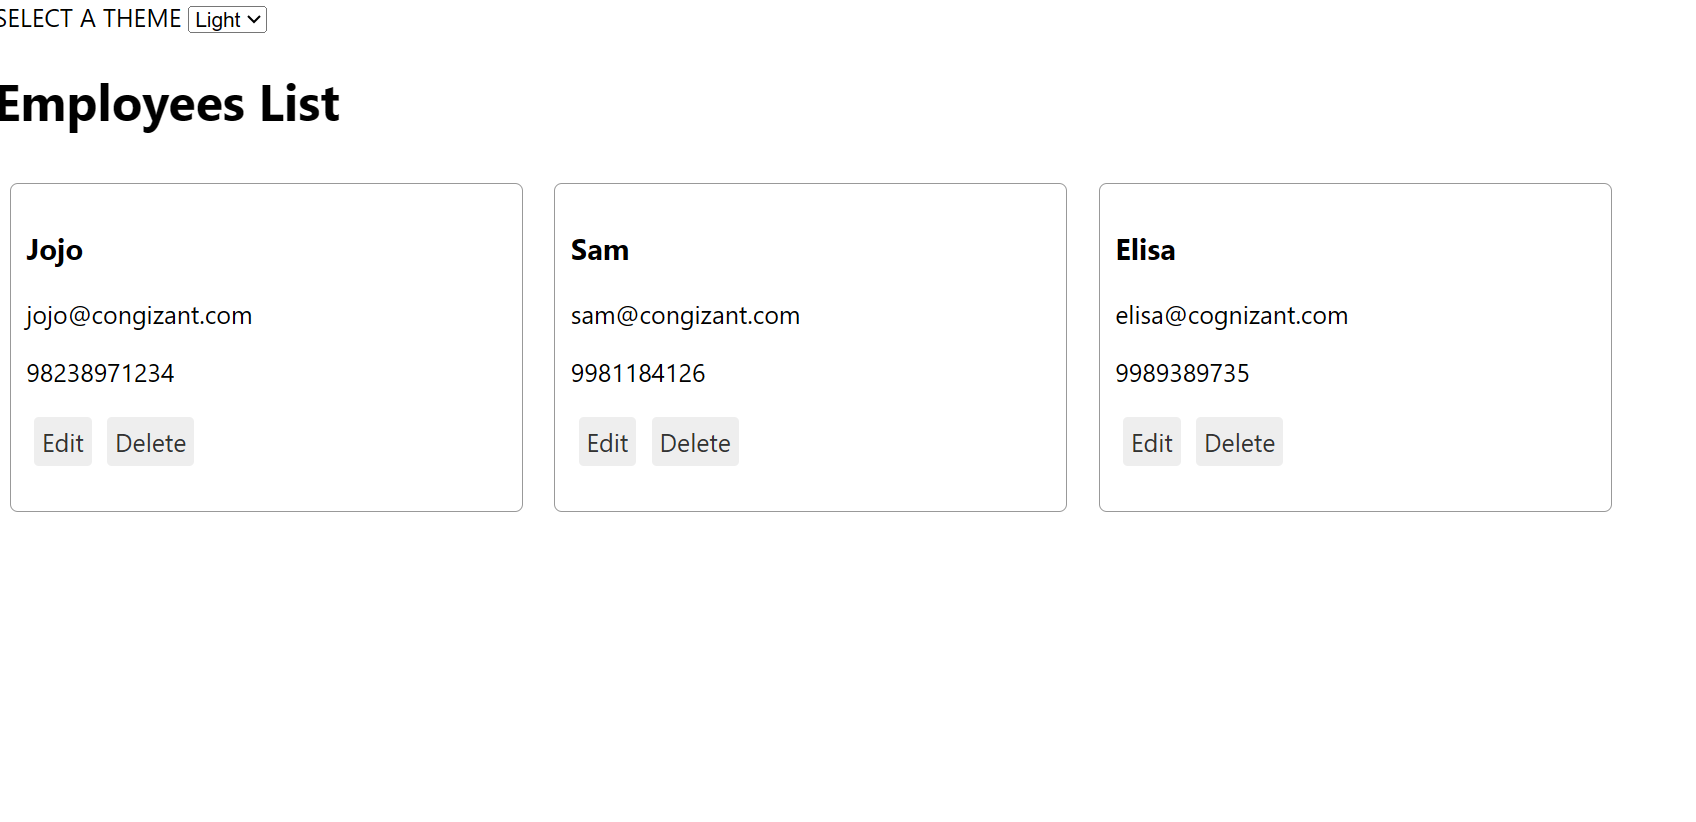 SELECT A THEME Light
Employees List
Jojo
jojo@congizant.com
98238971234
Edit Delete
Sam
sam@congizant.com
9981184126
Edit Delete
Elisa
elisa@cognizant.com
9989389735
Edit Delete